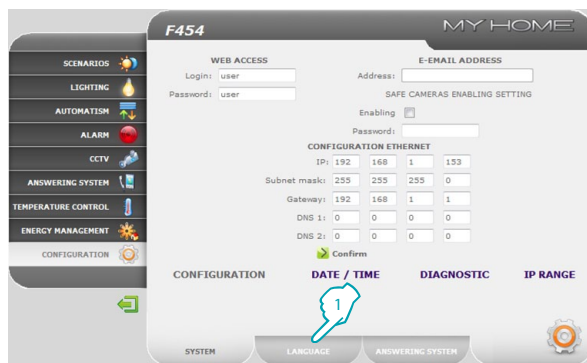 F454
MY HOME
SCENARIOS
LIGHTING
AUTOMATISM
ALARM
CCTV
ANSWERING SYSTEM
TEMPERATURE CONTROL
ENERGY MANAGEMENT
CONFIGURATION
WEB ACCESS
Login: user
Password: user
E-EMAIL ADDRESS
Address:
SAFE CAMERAS ENABLING SETTING
Enabling
Password:
CONFIGURATION ETHERNET
IP: 192 168 1 153
Subnet mask: 255 255 255 0
Gateway: 192 168 1 1
DNS 1: 0 0 0 0
DNS 2: 0 0 0 0
Confirm
CONFIGURATION DATE / TIME DIAGNOSTIC IP RANGE
1
SYSTEM LANGUAGE ANSWERING SYSTEM